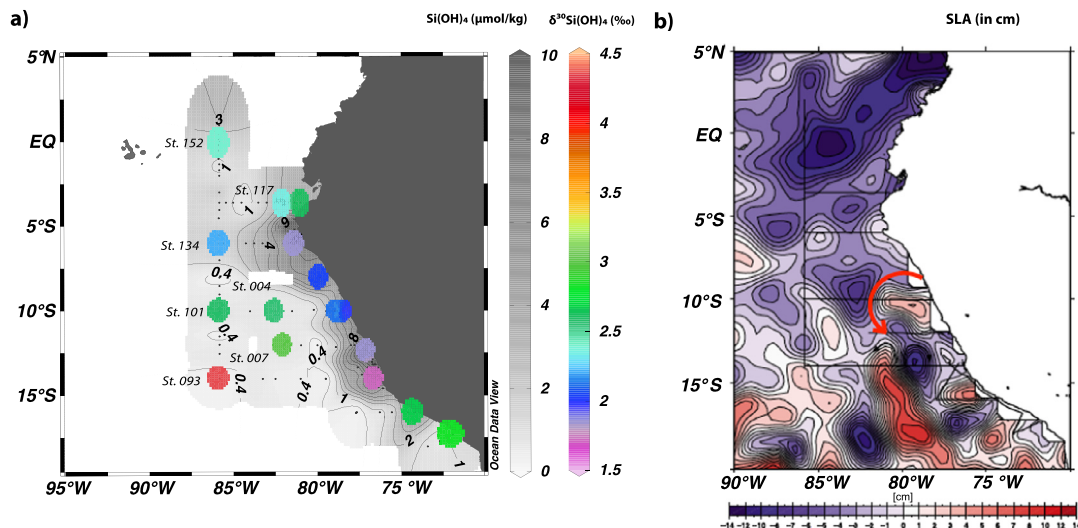 a)
Si(OH)₄ (μmol/kg)
δ³⁰Si(OH)₄ (‰)
5°N
EQ
5°S
10°S
15°S
95°W
90°W
85°W
80°W
75°W
3
St. 152
1
St. 117
1
6
St. 134
4
0.4
St. 004
St. 101
0.4
8
St. 007
0.4
St. 093
0.4
0.4
1
2
1
Ocean Data View
10
8
6
4
2
0
4.5
4
3.5
3
2.5
2
1.5
b)
SLA (in cm)
5°N
EQ
5°S
10°S
15°S
90°W
85°W
80°W
75°W
[cm]